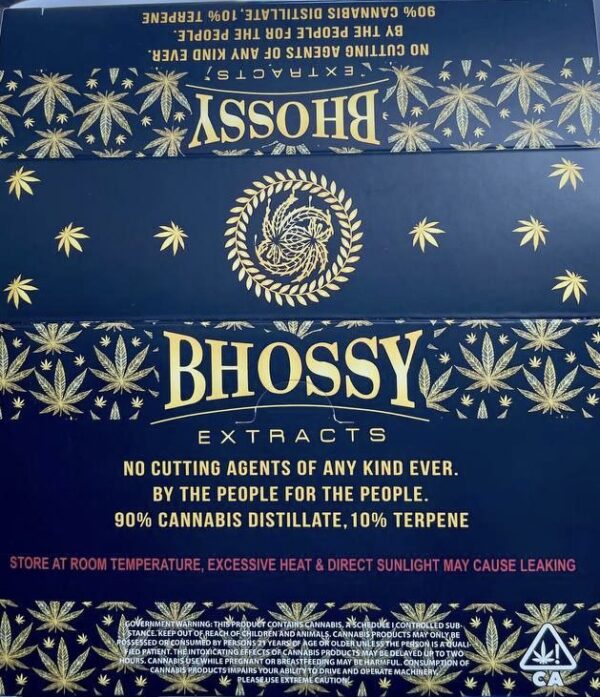 90% CANNABIS DISTILLATE, 10% TERPENE
BY THE PEOPLE FOR THE PEOPLE.
NO CUTTING AGENTS OF ANY KIND EVER.
EXTRACTS
BHOSSY
BHOSSY
EXTRACTS
NO CUTTING AGENTS OF ANY KIND EVER.
BY THE PEOPLE FOR THE PEOPLE.
90% CANNABIS DISTILLATE, 10% TERPENE
STORE AT ROOM TEMPERATURE, EXCESSIVE HEAT & DIRECT SUNLIGHT MAY CAUSE LEAKING
GOVERNMENT WARNING: THIS PRODUCT CONTAINS CANNABIS, A SCHEDULE I CONTROLLED SUB-
STANCE. KEEP OUT OF REACH OF CHILDREN AND ANIMALS. CANNABIS PRODUCTS MAY ONLY BE
POSSESSED OR CONSUMED BY PERSONS 21 YEARS OF AGE OR OLDER UNLESS THE PERSON IS A QUALI-
FIED PATIENT. THE INTOXICATING EFFECTS OF CANNABIS PRODUCTS MAY BE DELAYED UP TO TWO
HOURS. CANNABIS USE WHILE PREGNANT OR BREASTFEEDING MAY BE HARMFUL. CONSUMPTION OF
CANNABIS PRODUCTS IMPAIRS YOUR ABILITY TO DRIVE AND OPERATE MACHINERY.
PLEASE USE EXTREME CAUTION.
!
CA